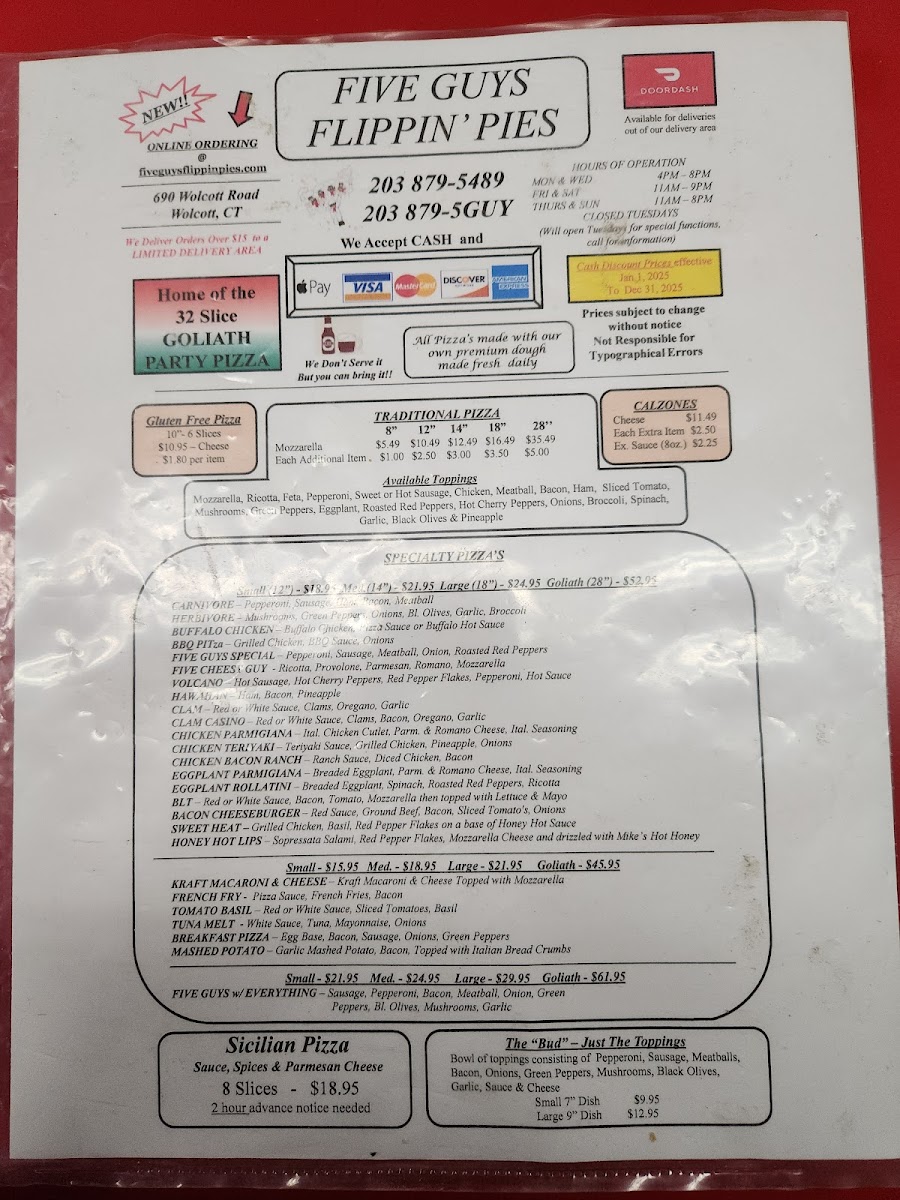 NEW!!
ONLINE ORDERING
@
fiveguysflippinpies.com
690 Wolcott Road
Wolcott, CT
We Deliver Orders Over $15 to a
LIMITED DELIVERY AREA
Home of the
32 Slice
GOLIATH
PARTY PIZZA
FIVE GUYS
FLIPPIN' PIES
203 879-5489
203 879-5GUY
We Accept CASH and
Pay VISA MasterCard DISCOVER AMERICAN EXPRESS
We Don't Serve it
But you can bring it!!
All Pizza's made with our
own premium dough
made fresh daily
DOORDASH
Available for deliveries
out of our delivery area
HOURS OF OPERATION
MON & WED 4PM – 8PM
FRI & SAT 11AM – 9PM
THURS & SUN 11AM – 8PM
CLOSED TUESDAYS
(Will open Tuesdays for special functions,
call for information)
Cash Discount Prices effective
Jan 1, 2025
To Dec 31, 2025
Prices subject to change
without notice
Not Responsible for
Typographical Errors
Gluten Free Pizza
10"- 6 Slices
$10.95 – Cheese
$1.80 per item
TRADITIONAL PIZZA
8" 12" 14" 18" 28''
Mozzarella $5.49 $10.49 $12.49 $16.49 $35.49
Each Additional Item . $1.00 $2.50 $3.00 $3.50 $5.00
CALZONES
Cheese $11.49
Each Extra Item $2.50
Ex. Sauce (8oz.) $2.25
Available Toppings
Mozzarella, Ricotta, Feta, Pepperoni, Sweet or Hot Sausage, Chicken, Meatball, Bacon, Ham, Sliced Tomato,
Mushrooms, Green Peppers, Eggplant, Roasted Red Peppers, Hot Cherry Peppers, Onions, Broccoli, Spinach,
Garlic, Black Olives & Pineapple
SPECIALTY PIZZA'S
Small (12") - $18.95 Med.(14") - $21.95 Large (18") - $24.95 Goliath (28") - $52.95
CARNIVORE – Pepperoni, Sausage, Bacon, Meatball
HERBIVORE – Mushrooms, Green Peppers, Onions, Bl. Olives, Garlic, Broccoli
BUFFALO CHICKEN – Buffalo Chicken, Pizza Sauce or Buffalo Hot Sauce
BBQ PITza – Grilled Chicken, BBQ Sauce, Onions
FIVE GUYS SPECIAL – Pepperoni, Sausage, Meatball, Onion, Roasted Red Peppers
FIVE CHEESY GUY - Ricotta, Provolone, Parmesan, Romano, Mozzarella
VOLCANO – Hot Sausage, Hot Cherry Peppers, Red Pepper Flakes, Pepperoni, Hot Sauce
HAWAIIAN – Ham, Bacon, Pineapple
CLAM – Red or White Sauce, Clams, Oregano, Garlic
CLAM CASINO – Red or White Sauce, Clams, Bacon, Oregano, Garlic
CHICKEN PARMIGIANA – Ital. Chicken Cutlet, Parm. & Romano Cheese, Ital. Seasoning
CHICKEN TERIYAKI – Teriyaki Sauce, Grilled Chicken, Pineapple, Onions
CHICKEN BACON RANCH – Ranch Sauce, Diced Chicken, Bacon
EGGPLANT PARMIGIANA – Breaded Eggplant, Parm. & Romano Cheese, Ital. Seasoning
EGGPLANT ROLLATINI – Breaded Eggplant, Spinach, Roasted Red Peppers, Ricotta
BLT – Red or White Sauce, Bacon, Tomato, Mozzarella then topped with Lettuce & Mayo
BACON CHEESEBURGER – Red Sauce, Ground Beef, Bacon, Sliced Tomato's, Onions
SWEET HEAT – Grilled Chicken, Basil, Red Pepper Flakes on a base of Honey Hot Sauce
HONEY HOT LIPS – Sopressata Salami, Red Pepper Flakes, Mozzarella Cheese and drizzled with Mike's Hot Honey
Small - $15.95 Med. - $18.95 Large - $21.95 Goliath - $45.95
KRAFT MACARONI & CHEESE – Kraft Macaroni & Cheese Topped with Mozzarella
FRENCH FRY - Pizza Sauce, French Fries, Bacon
TOMATO BASIL – Red or White Sauce, Sliced Tomatoes, Basil
TUNA MELT - White Sauce, Tuna, Mayonnaise, Onions
BREAKFAST PIZZA – Egg Base, Bacon, Sausage, Onions, Green Peppers
MASHED POTATO – Garlic Mashed Potato, Bacon, Topped with Italian Bread Crumbs
Small - $21.95 Med. - $24.95 Large - $29.95 Goliath - $61.95
FIVE GUYS w/ EVERYTHING – Sausage, Pepperoni, Bacon, Meatball, Onion, Green
Peppers, Bl. Olives, Mushrooms, Garlic
Sicilian Pizza
Sauce, Spices & Parmesan Cheese
8 Slices - $18.95
2 hour advance notice needed
The "Bud" – Just The Toppings
Bowl of toppings consisting of Pepperoni, Sausage, Meatballs,
Bacon, Onions, Green Peppers, Mushrooms, Black Olives,
Garlic, Sauce & Cheese
Small 7" Dish $9.95
Large 9" Dish $12.95